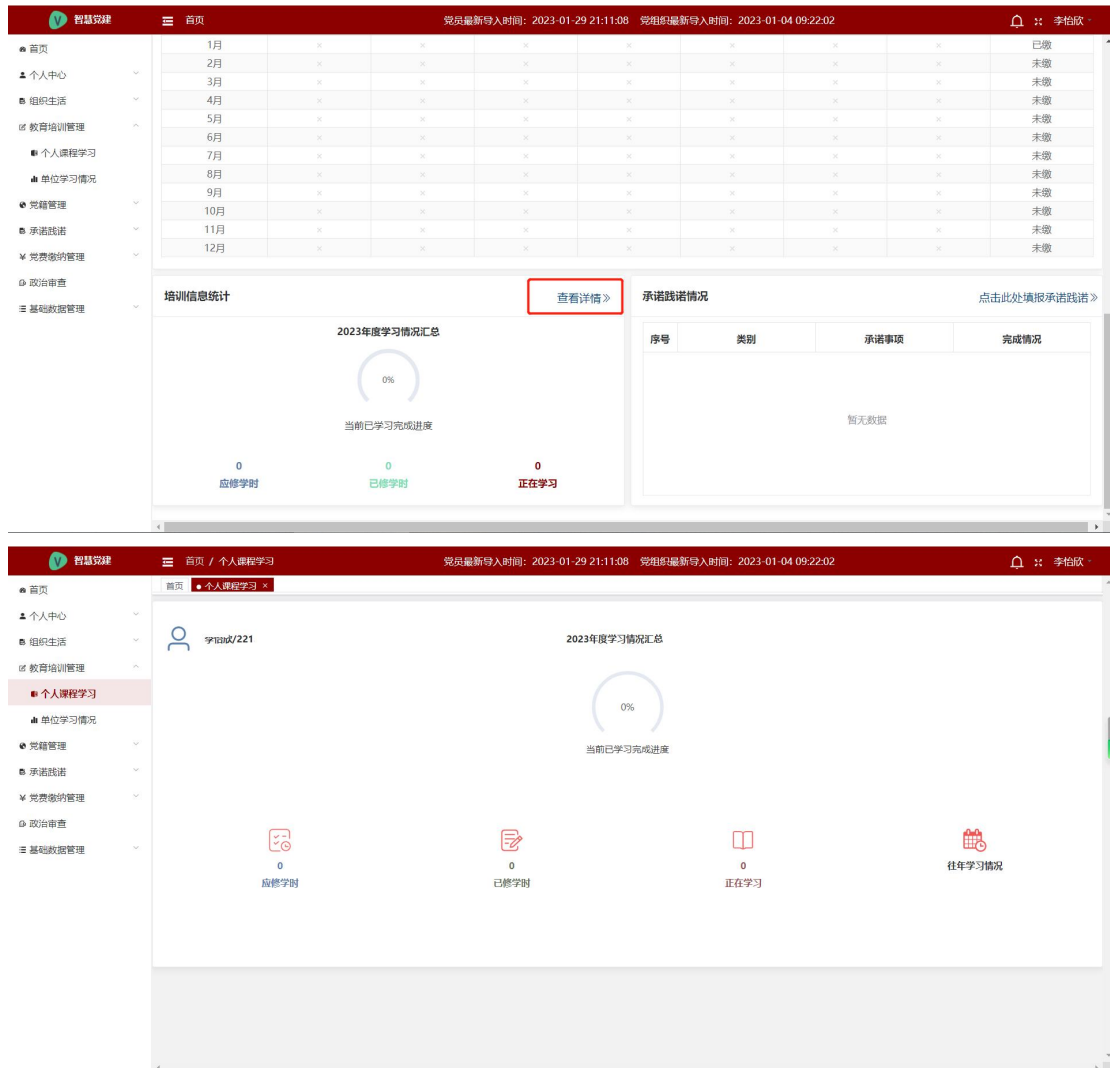 智慧党建 首页 党员最新导入时间：2023-01-29 21:11:08 党组织最新导入时间：2023-01-04 09:22:02 李怡欣
首页
个人中心
组织生活
教育培训管理
个人课程学习
单位学习情况
党籍管理
承诺践诺
党费缴纳管理
政治审查
基础数据管理
1月 × × × × × × × 已缴
2月 × × × × × × × 未缴
3月 × × × × × × × 未缴
4月 × × × × × × × 未缴
5月 × × × × × × × 未缴
6月 × × × × × × × 未缴
7月 × × × × × × × 未缴
8月 × × × × × × × 未缴
9月 × × × × × × × 未缴
10月 × × × × × × × 未缴
11月 × × × × × × × 未缴
12月 × × × × × × × 未缴
培训信息统计 查看详情»
2023年度学习情况汇总
0%
当前已学习完成进度
0 0 0
应修学时 已修学时 正在学习
承诺践诺情况 点击此处填报承诺践诺»
序号 类别 承诺事项 完成情况
暂无数据
智慧党建 首页 / 个人课程学习 党员最新导入时间：2023-01-29 21:11:08 党组织最新导入时间：2023-01-04 09:22:02 李怡欣
首页 ● 个人课程学习 ×
首页
个人中心
组织生活
教育培训管理
个人课程学习
单位学习情况
党籍管理
承诺践诺
党费缴纳管理
政治审查
基础数据管理
/221
2023年度学习情况汇总
0%
当前已学习完成进度
0 0 0
应修学时 已修学时 正在学习 往年学习情况